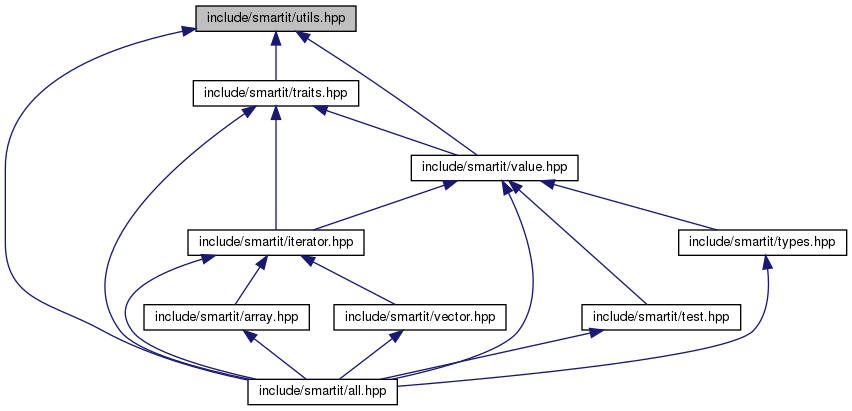 include/smartit/utils.hpp
include/smartit/traits.hpp
include/smartit/value.hpp
include/smartit/iterator.hpp
include/smartit/types.hpp
include/smartit/array.hpp
include/smartit/vector.hpp
include/smartit/test.hpp
include/smartit/all.hpp